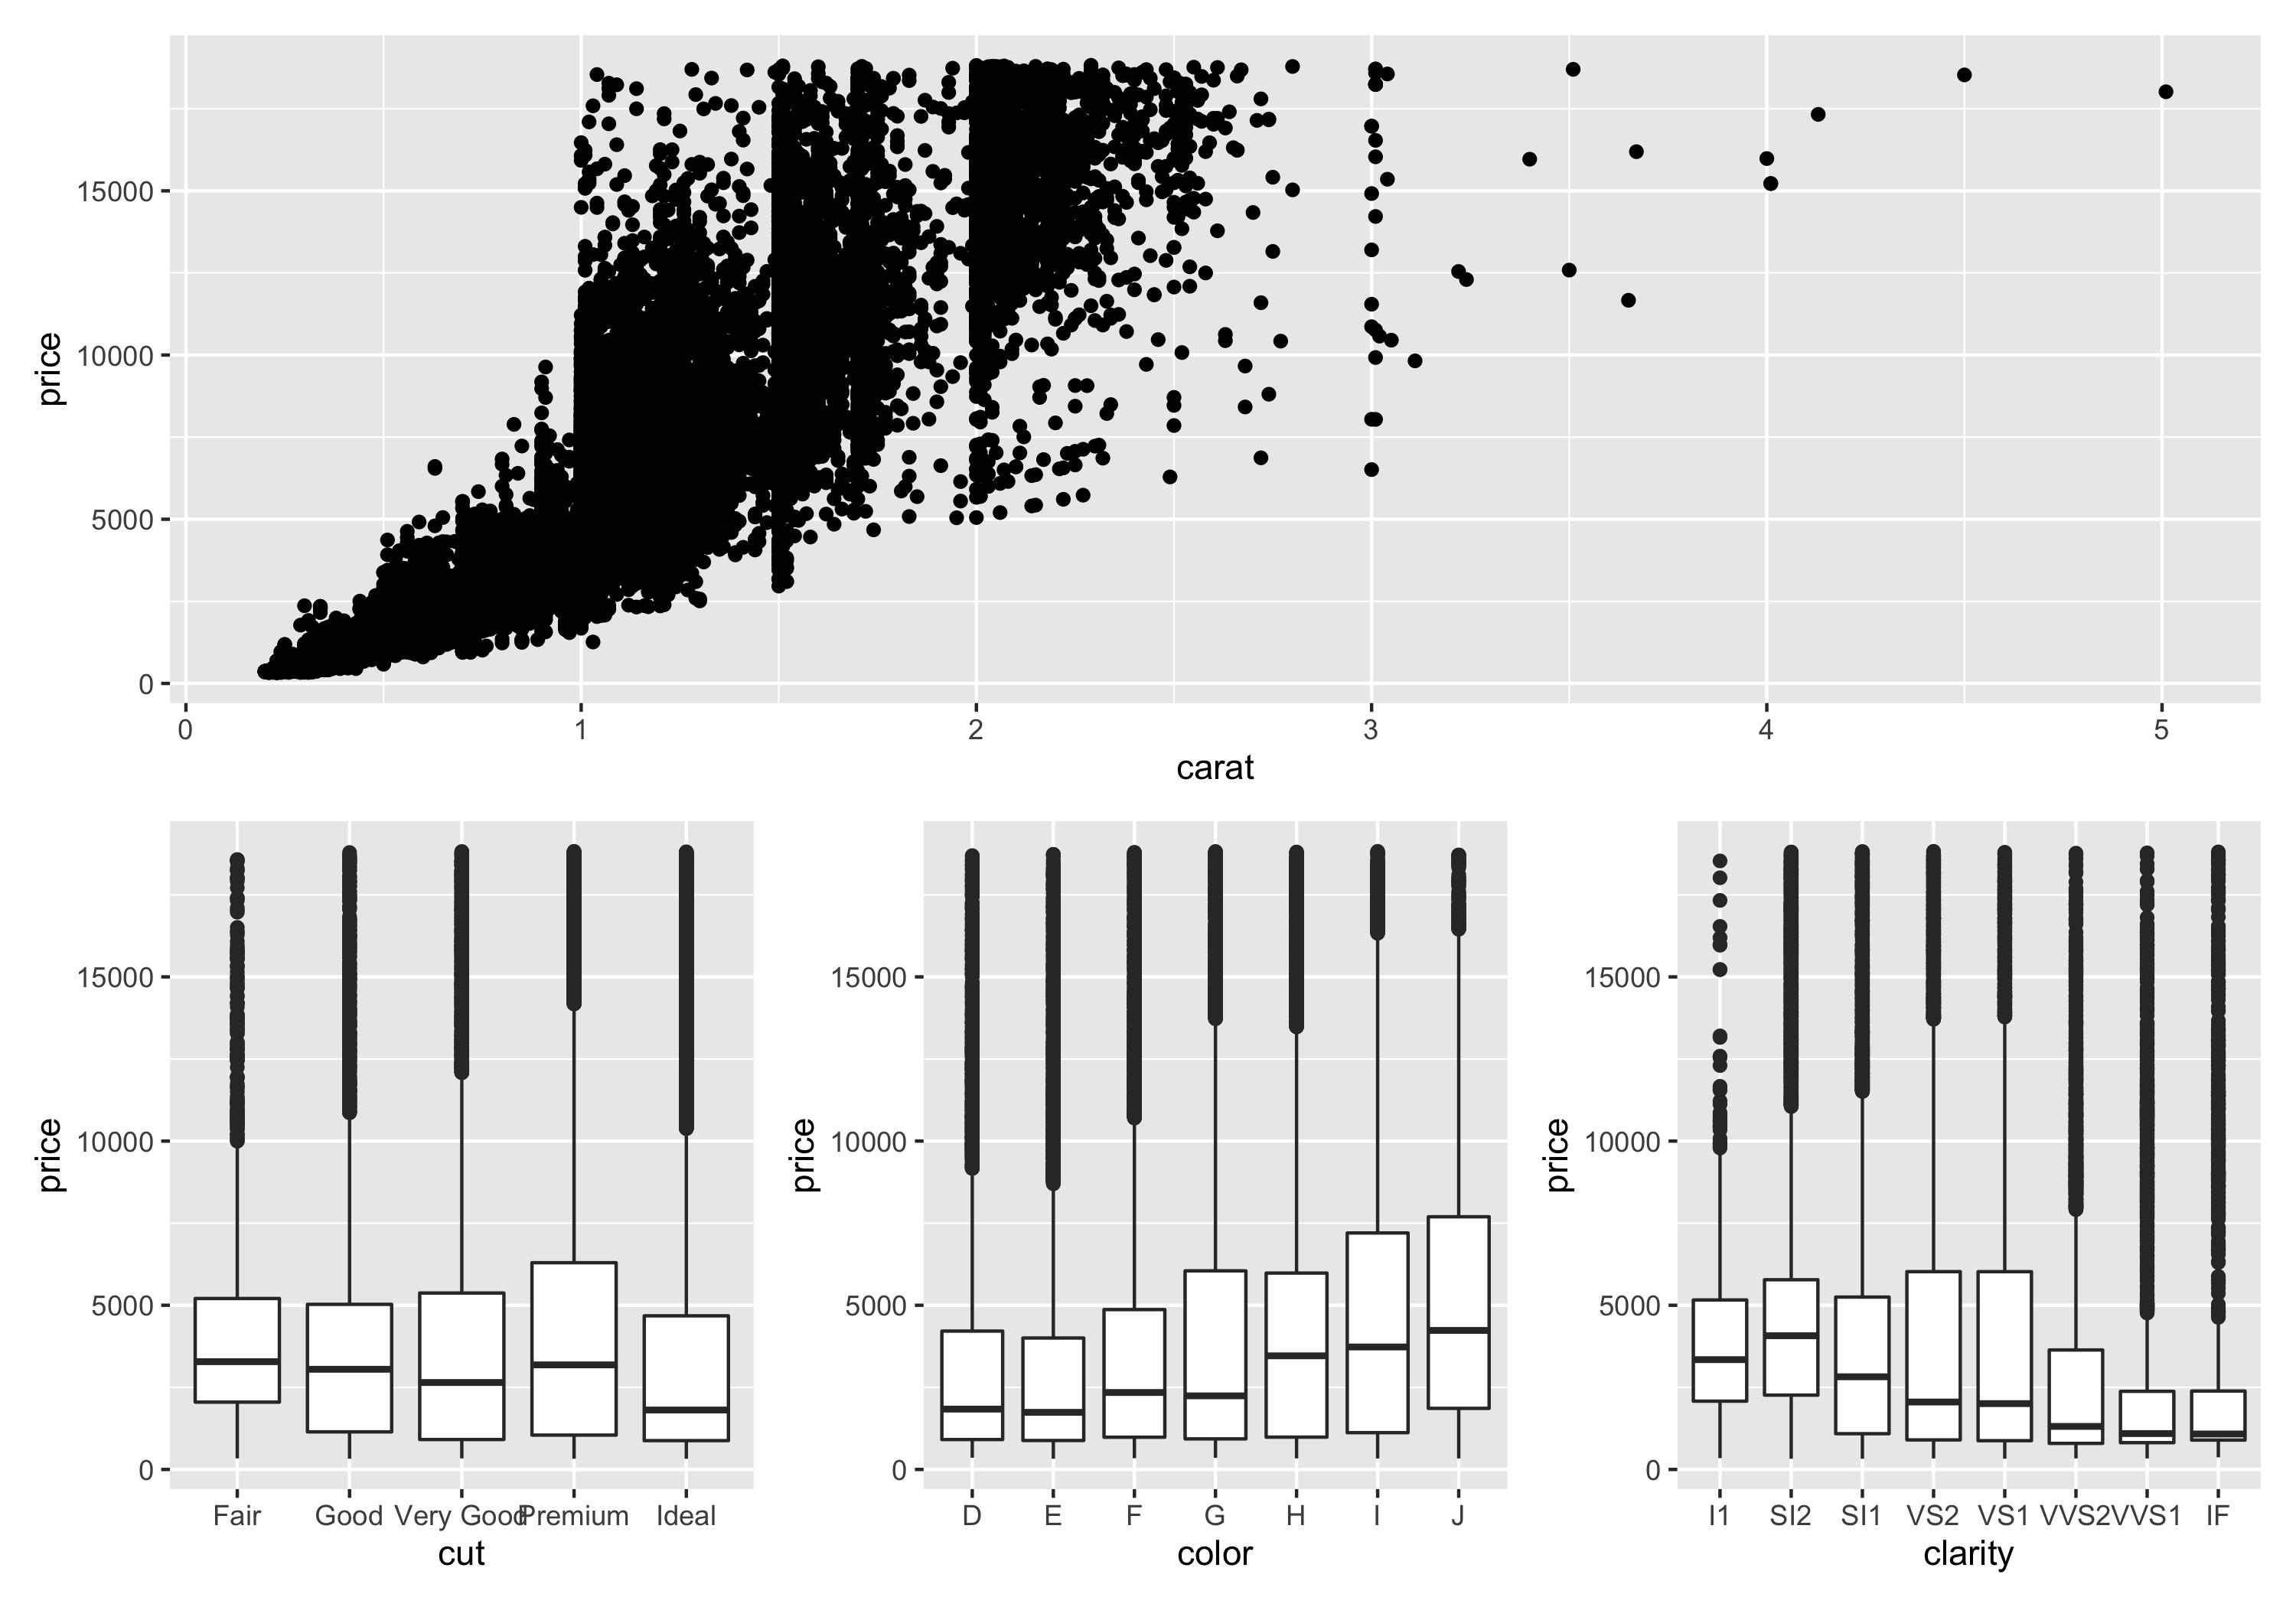 price
15000
10000
5000
0
0 1 2 3 4 5
carat
price
15000
10000
5000
0
Fair Good Very Good Premium Ideal
cut
price
15000
10000
5000
0
D E F G H I J
color
price
15000
10000
5000
0
I1 SI2 SI1 VS2 VS1 VVS2 VVS1 IF
clarity